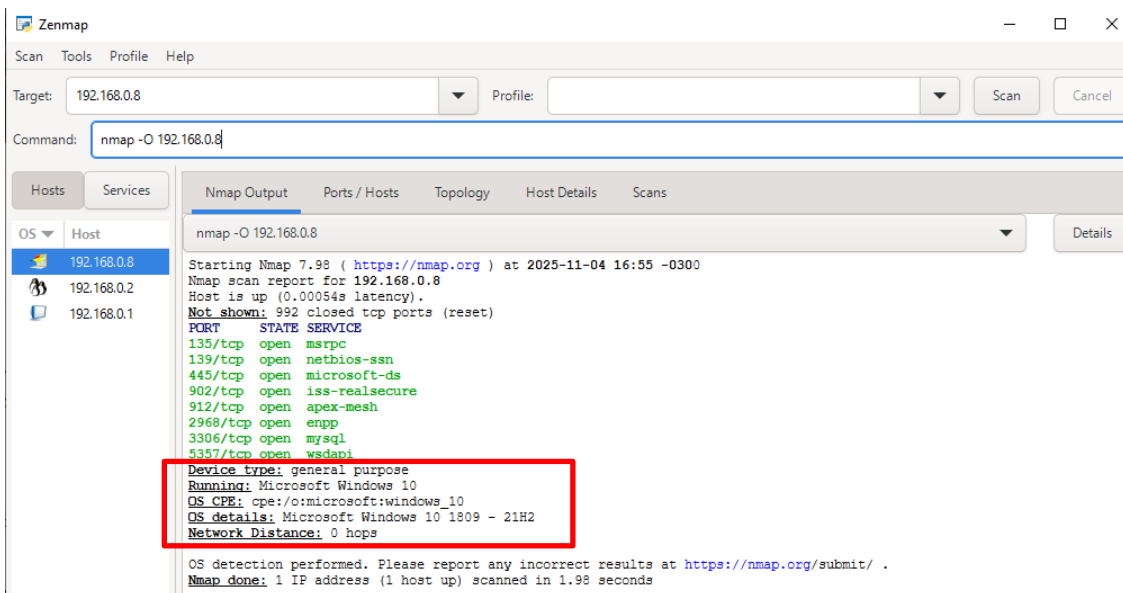 Zenmap
Scan Tools Profile Help
Target: 192.168.0.8 Profile: Scan Cancel
Command: nmap -O 192.168.0.8
Hosts Services Nmap Output Ports / Hosts Topology Host Details Scans
OS Host nmap -O 192.168.0.8 Details
192.168.0.8
192.168.0.2
192.168.0.1
Starting Nmap 7.98 ( https://nmap.org ) at 2025-11-04 16:55 -0300
Nmap scan report for 192.168.0.8
Host is up (0.00054s latency).
Not shown: 992 closed tcp ports (reset)
PORT STATE SERVICE
135/tcp open msrpc
139/tcp open netbios-ssn
445/tcp open microsoft-ds
902/tcp open iss-realsecure
912/tcp open apex-mesh
2968/tcp open enpp
3306/tcp open mysql
5357/tcp open wsdapi
Device type: general purpose
Running: Microsoft Windows 10
OS CPE: cpe:/o:microsoft:windows_10
OS details: Microsoft Windows 10 1809 - 21H2
Network Distance: 0 hops
OS detection performed. Please report any incorrect results at https://nmap.org/submit/ .
Nmap done: 1 IP address (1 host up) scanned in 1.98 seconds